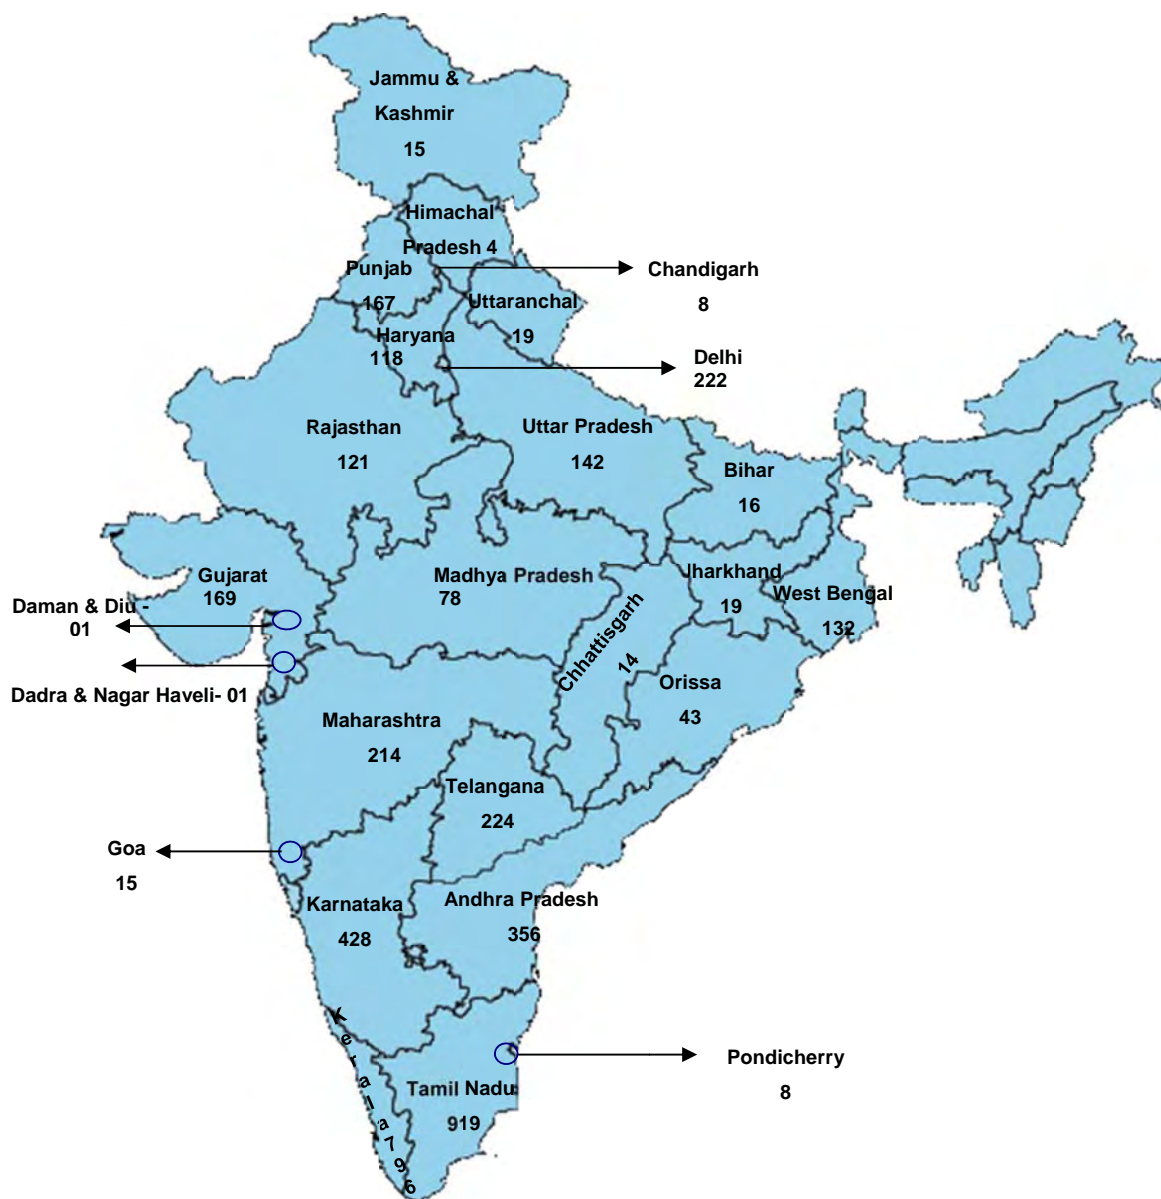 Jammu &
Kashmir
15
Himachal
Pradesh 4
Punjab
167
Chandigarh
8
Uttaranchal
19
Haryana
118
Delhi
222
Rajasthan
121
Uttar Pradesh
142
Bihar
16
Gujarat
169
Madhya Pradesh
78
Jharkhand
19
West Bengal
132
Daman & Diu -
01
Chhattisgarh
14
Dadra & Nagar Haveli- 01
Orissa
43
Maharashtra
214
Telangana
224
Goa
15
Karnataka
428
Andhra Pradesh
356
Kerala 796
Pondicherry
8
Tamil Nadu
919